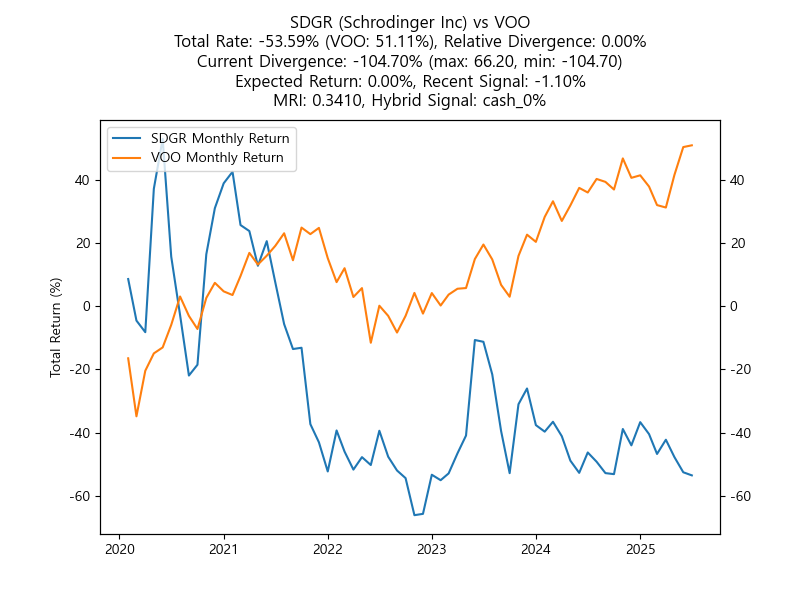 SDGR (Schrodinger Inc) vs VOO
Total Rate: -53.59% (VOO: 51.11%), Relative Divergence: 0.00%
Current Divergence: -104.70% (max: 66.20, min: -104.70)
Expected Return: 0.00%, Recent Signal: -1.10%
MRI: 0.3410, Hybrid Signal: cash_0%
SDGR Monthly Return
VOO Monthly Return
40
20
0
-20
-40
-60
Total Return (%)
40
20
0
-20
-40
-60
2020
2021
2022
2023
2024
2025